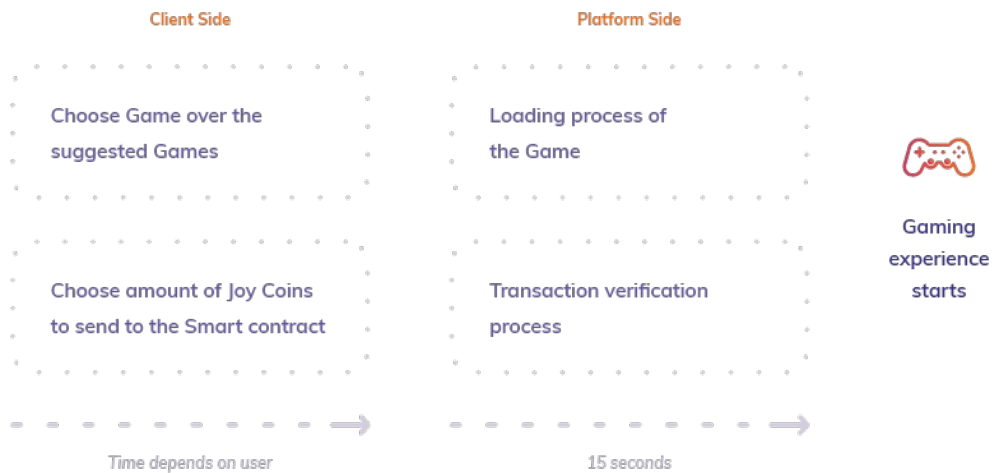 Client Side
Platform Side
Choose Game over the
suggested Games
Loading process of
the Game
Choose amount of Joy Coins
to send to the Smart contract
Transaction verification
process
Gaming
experience
starts
Time depends on user
15 seconds